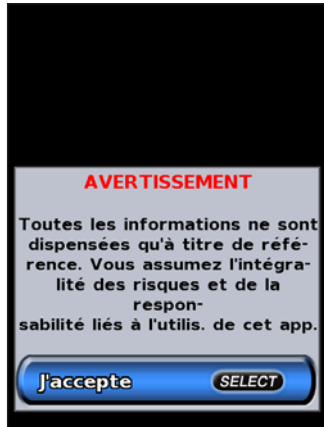 AVERTISSEMENT
Toutes les informations ne sont
dispensées qu'à titre de réfé-
rence. Vous assumez l'intégra-
lité des risques et de la
respon-
sabilité liés à l'utilis. de cet app.
J'accepte SELECT